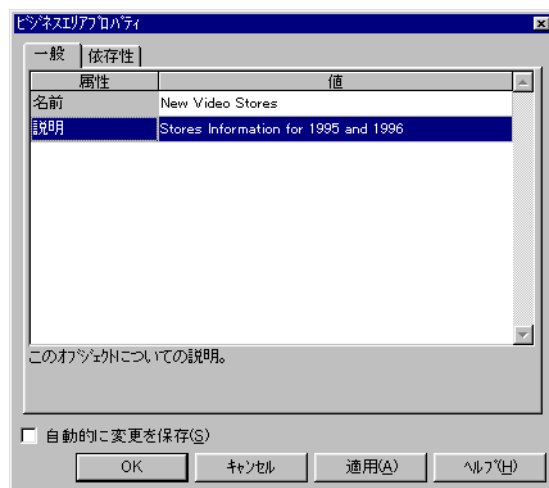 ﾋﾞｼﾞﾈｽｴﾘｱﾌﾟﾛﾊﾟﾃｨ
一般 依存性
属性 値
名前 New Video Stores
説明 Stores Information for 1995 and 1996
このｵﾌﾞｼﾞｪｸﾄについての説明。
自動的に変更を保存(S)
OK ｷｬﾝｾﾙ 適用(A) ﾍﾙﾌﾟ(H)